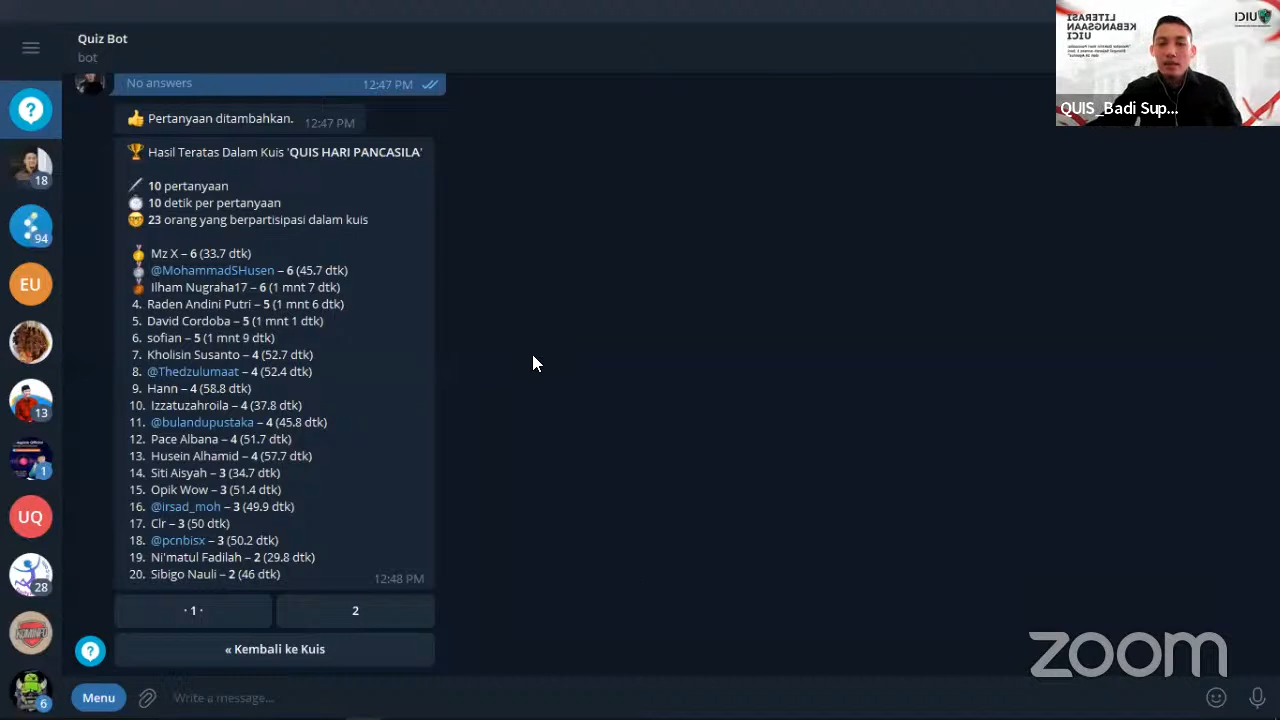 Quiz Bot
bot
No answers
12:47 PM
👍 Pertanyaan ditambahkan.
12:47 PM
🏆 Hasil Teratas Dalam Kuis 'QUIS HARI PANCASILA'
🖊 10 pertanyaan
⏱ 10 detik per pertanyaan
🤓 23 orang yang berpartisipasi dalam kuis
🥇 Mz X – 6 (33.7 dtk)
🥈 @MohammadSHusen – 6 (45.7 dtk)
🥉 Ilham Nugraha17 – 6 (1 mnt 7 dtk)
4. Raden Andini Putri – 5 (1 mnt 6 dtk)
5. David Cordoba – 5 (1 mnt 1 dtk)
6. sofian – 5 (1 mnt 9 dtk)
7. Kholisin Susanto – 4 (52.7 dtk)
8. @Thedzulumaat – 4 (52.4 dtk)
9. Hann – 4 (58.8 dtk)
10. Izzatuzahroila – 4 (37.8 dtk)
11. @bulandupustaka – 4 (45.8 dtk)
12. Pace Albana – 4 (51.7 dtk)
13. Husein Alhamid – 4 (57.7 dtk)
14. Siti Aisyah – 3 (34.7 dtk)
15. Opik Wow – 3 (51.4 dtk)
16. @irsad_moh – 3 (49.9 dtk)
17. Clr – 3 (50 dtk)
18. @pcnbisx – 3 (50.2 dtk)
19. Ni'matul Fadilah – 2 (29.8 dtk)
20. Sibigo Nauli – 2 (46 dtk)
12:48 PM
· 1 ·
2
« Kembali ke Kuis
Menu
Write a message...
18
94
EU
13
1
UQ
28
KOMINFO
6
LITERASI
KEBANGSAAN
UICI
UICI
QUIS_Badi Sup...
zoom